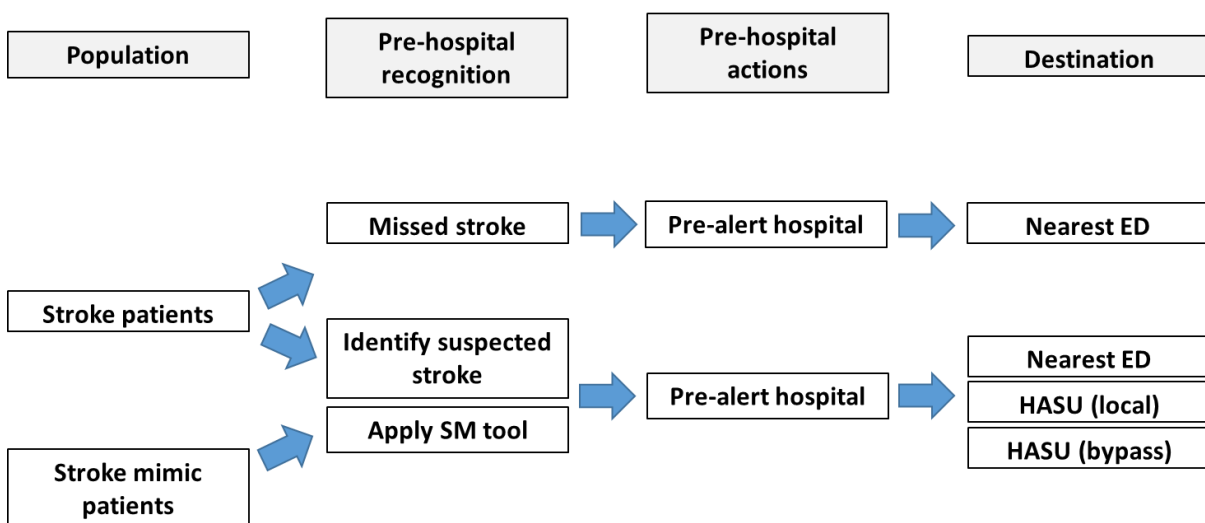 Population
Pre-hospital
recognition
Pre-hospital
actions
Destination
Missed stroke
Pre-alert hospital
Nearest ED
Stroke patients
Identify suspected
stroke
Apply SM tool
Pre-alert hospital
Nearest ED
HASU (local)
HASU (bypass)
Stroke mimic
patients